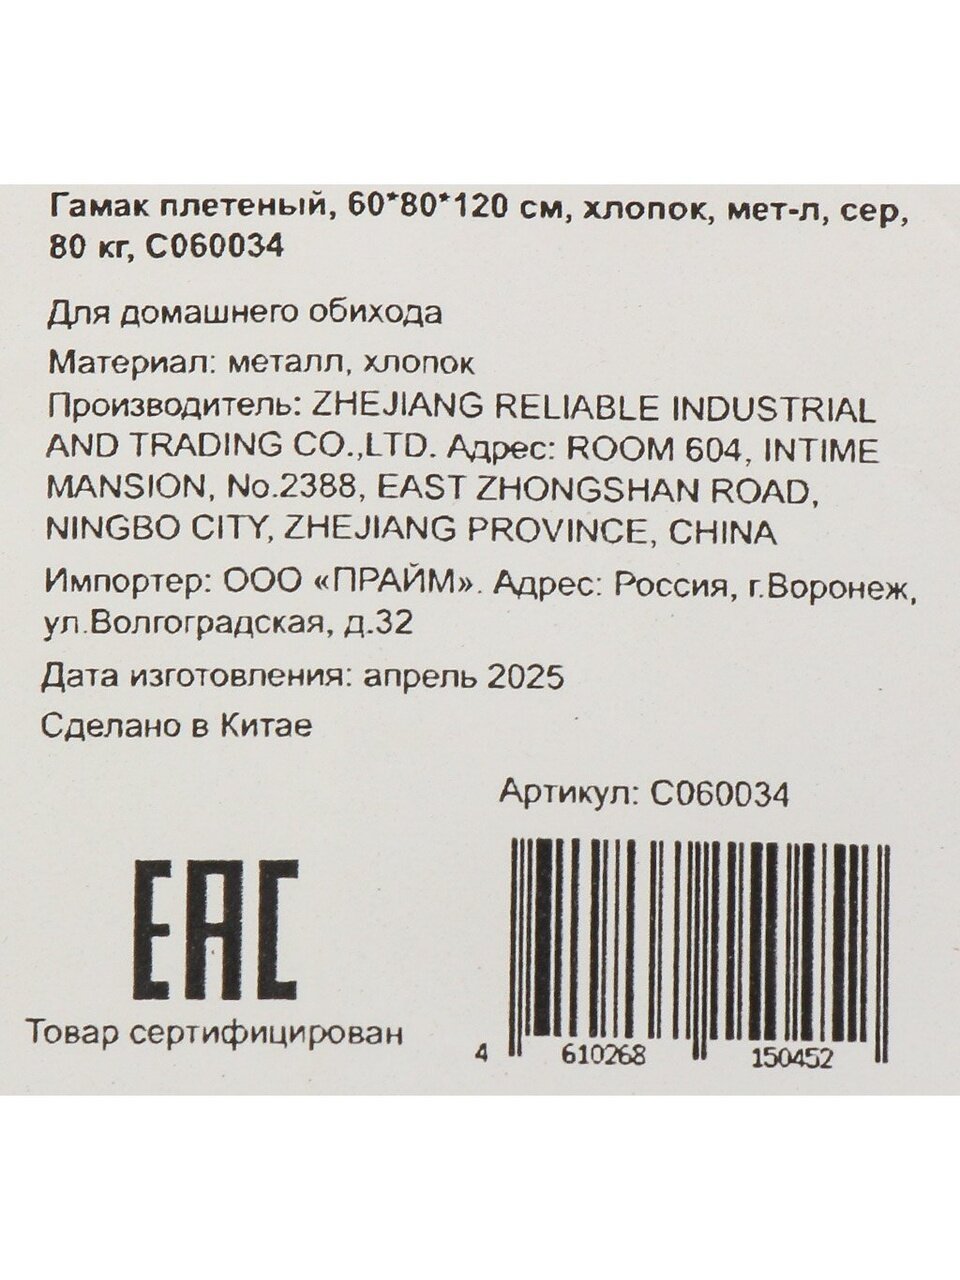 Гамак плетеный, 60*80*120 см, хлопок, мет-л, сер,
80 кг, C060034
Для домашнего обихода
Материал: металл, хлопок
Производитель: ZHEJIANG RELIABLE INDUSTRIAL
AND TRADING CO.,LTD. Адрес: ROOM 604, INTIME
MANSION, No.2388, EAST ZHONGSHAN ROAD,
NINGBO CITY, ZHEJIANG PROVINCE, CHINA
Импортер: ООО «ПРАЙМ». Адрес: Россия, г.Воронеж,
ул.Волгоградская, д.32
Дата изготовления: апрель 2025
Сделано в Китае
Артикул: C060034
EAC
Товар сертифицирован
4 610268 150452